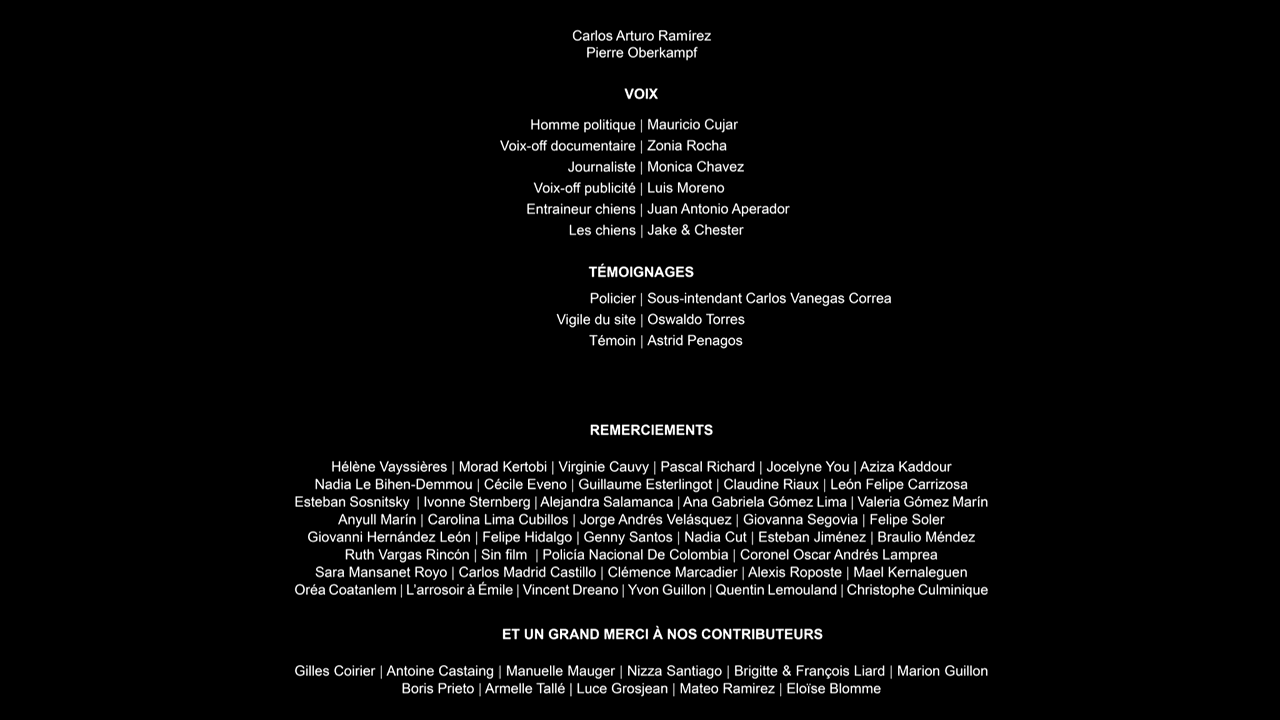 Carlos Arturo Ramírez
Pierre Oberkampf
VOIX
Homme politique | Mauricio Cujar
Voix-off documentaire | Zonia Rocha
Journaliste | Monica Chavez
Voix-off publicité | Luis Moreno
Entraineur chiens | Juan Antonio Aperador
Les chiens | Jake & Chester
TÉMOIGNAGES
Policier | Sous-intendant Carlos Vanegas Correa
Vigile du site | Oswaldo Torres
Témoin | Astrid Penagos
REMERCIEMENTS
Hélène Vayssières | Morad Kertobi | Virginie Cauvy | Pascal Richard | Jocelyne You | Aziza Kaddour
Nadia Le Bihen-Demmou | Cécile Eveno | Guillaume Esterlingot | Claudine Riaux | León Felipe Carrizosa
Esteban Sosnitsky | Ivonne Sternberg | Alejandra Salamanca | Ana Gabriela Gómez Lima | Valeria Gómez Marín
Anyull Marín | Carolina Lima Cubillos | Jorge Andrés Velásquez | Giovanna Segovia | Felipe Soler
Giovanni Hernández León | Felipe Hidalgo | Genny Santos | Nadia Cut | Esteban Jiménez | Braulio Méndez
Ruth Vargas Rincón | Sin film | Policía Nacional De Colombia | Coronel Oscar Andrés Lamprea
Sara Mansanet Royo | Carlos Madrid Castillo | Clémence Marcadier | Alexis Roposte | Mael Kernaleguen
Oréa Coatanlem | L'arrosoir à Émile | Vincent Dreano | Yvon Guillon | Quentin Lemouland | Christophe Culminique
ET UN GRAND MERCI À NOS CONTRIBUTEURS
Gilles Coirier | Antoine Castaing | Manuelle Mauger | Nizza Santiago | Brigitte & François Liard | Marion Guillon
Boris Prieto | Armelle Tallé | Luce Grosjean | Mateo Ramirez | Eloïse Blomme